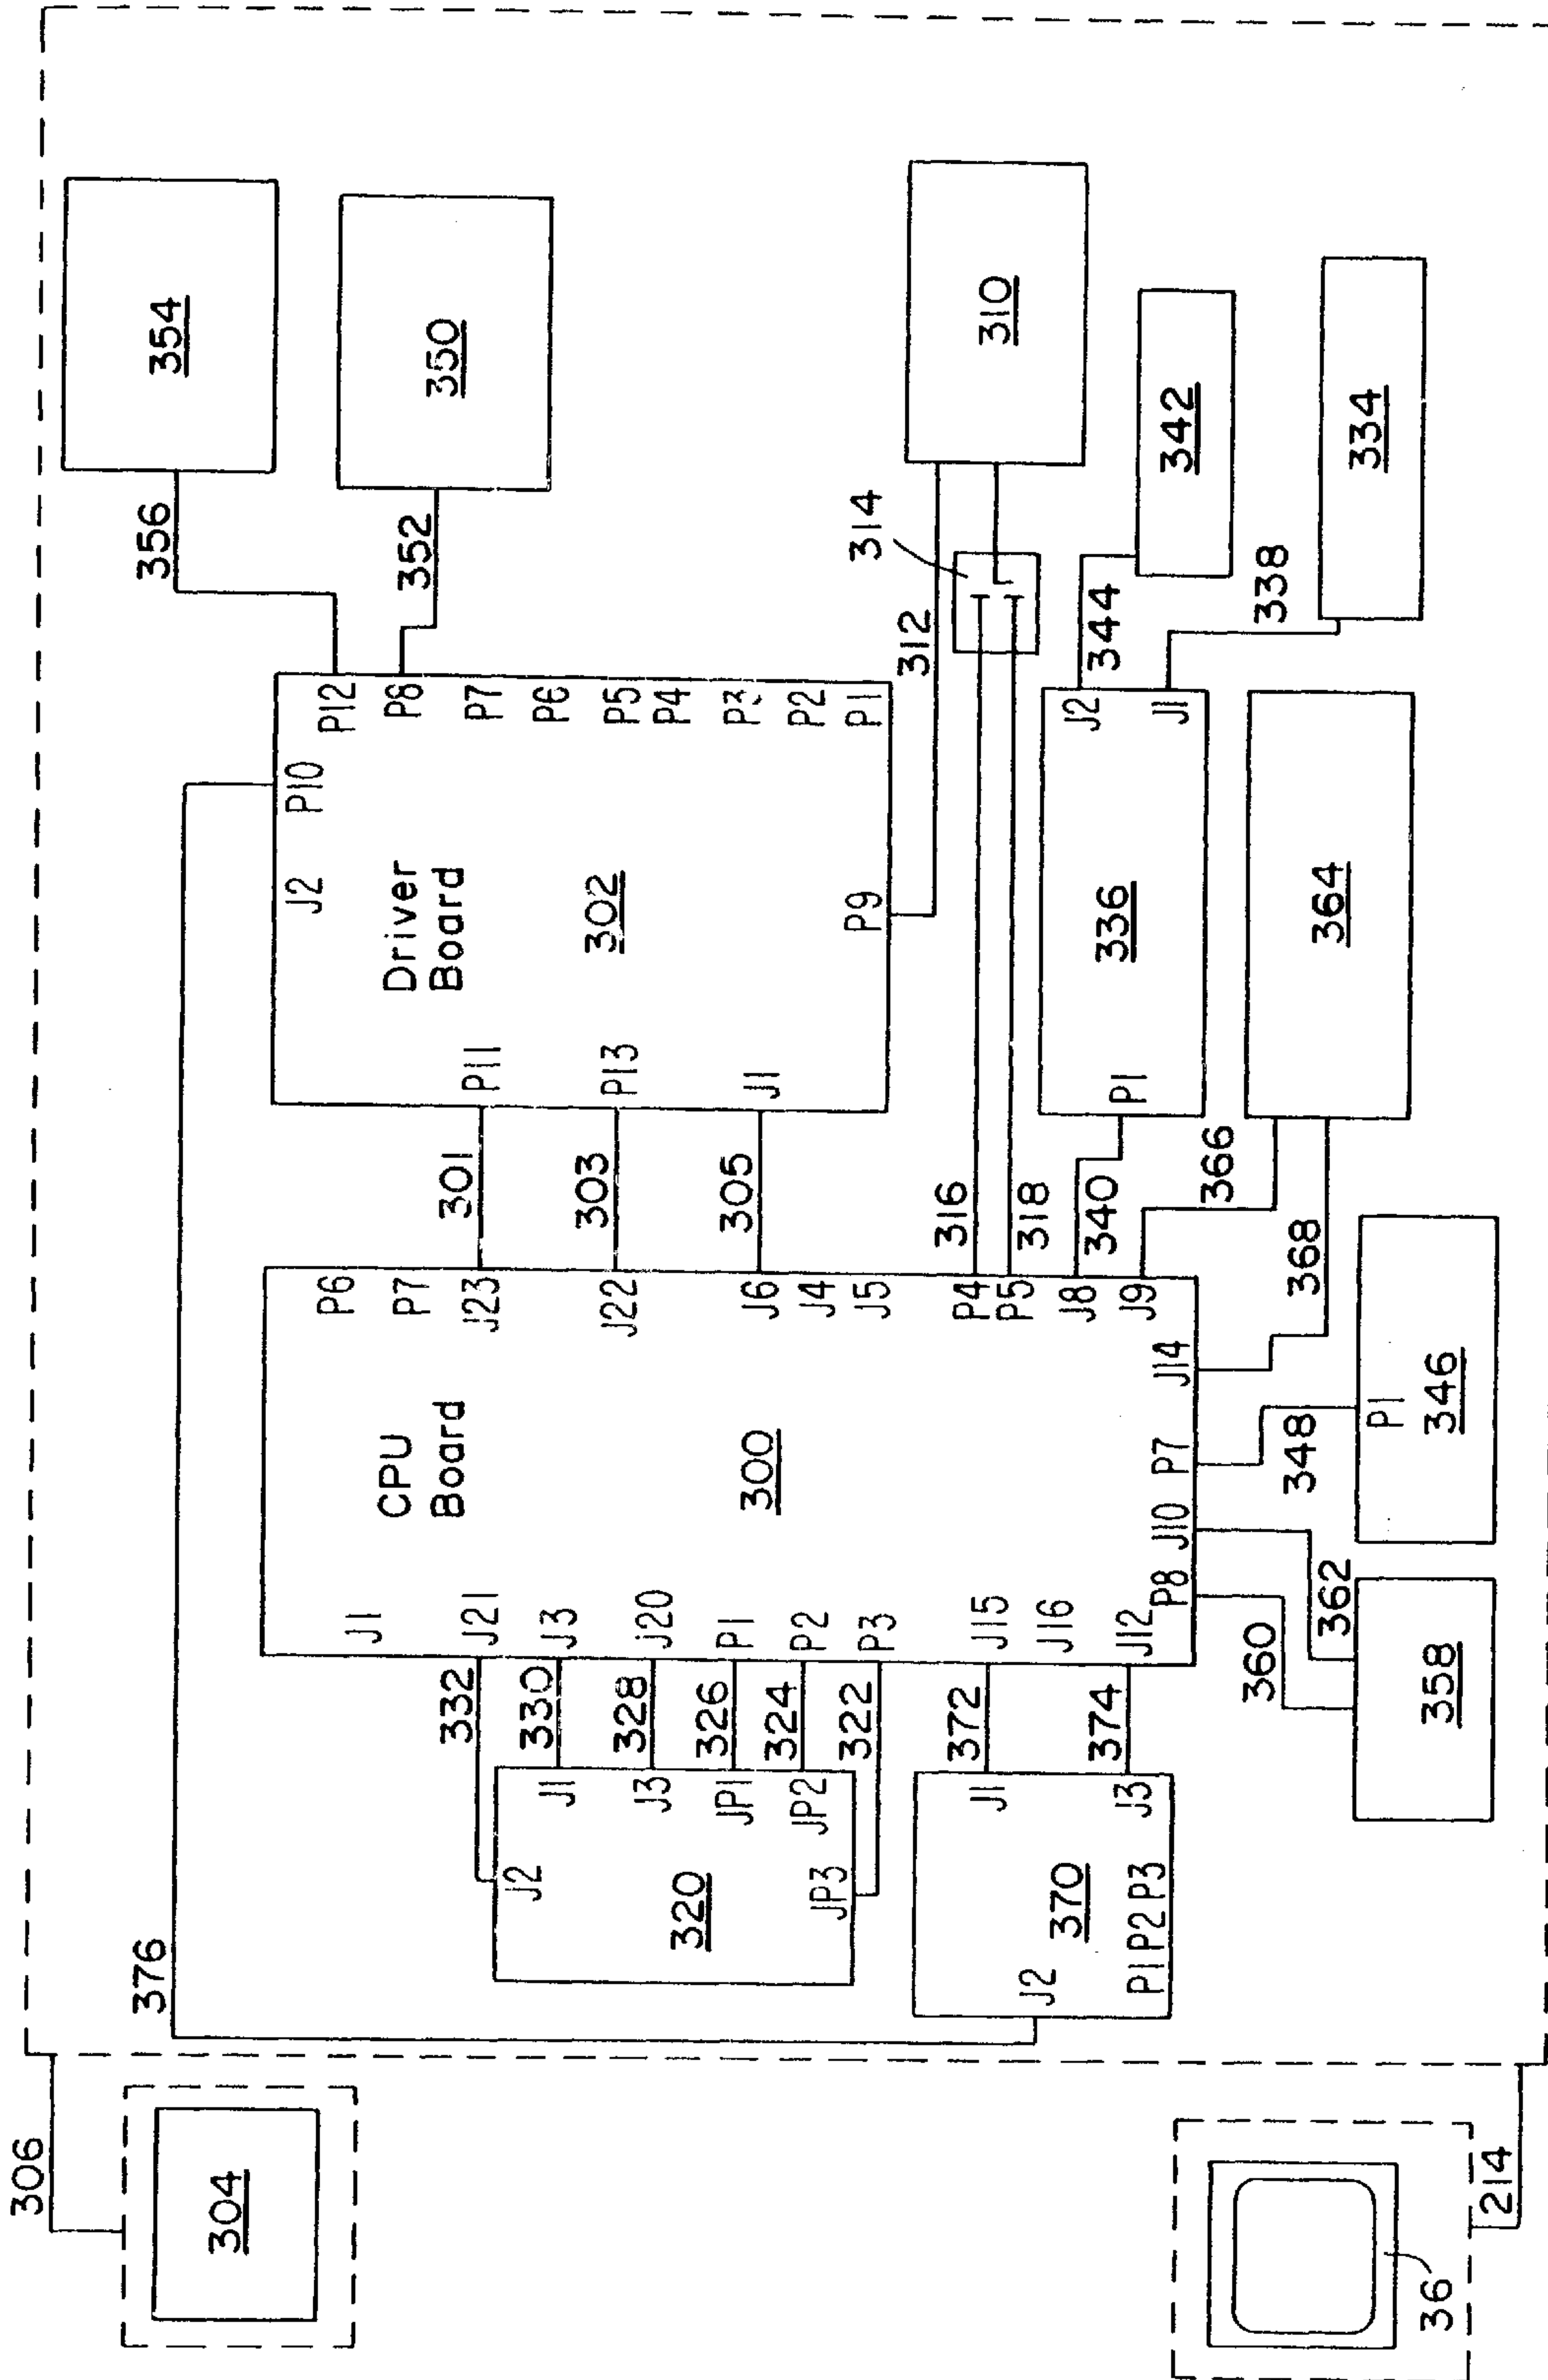 306
304
376
214
36
354
356
350
352
310
312
314
342
344
334
338
P10
J2
P12
P8
P7
P6
P5
P4
P3
P2
P1
P9
P11
P13
J1
Driver
Board
302
301
303
305
316
318
340
366
368
J2
J1
P1
336
364
CPU
Board
300
P6
P7
J23
J22
J6
J4
J5
P4
P5
J8
J9
J14
P7
J10
P8
J1
J21
J3
J20
P1
P2
P3
J15
J16
J12
332
330
328
326
324
322
372
374
J2
J1
J3
JP1
JP2
JP3
320
J1
J3
J2
P1 P2 P3
370
348
P1
346
362
360
358